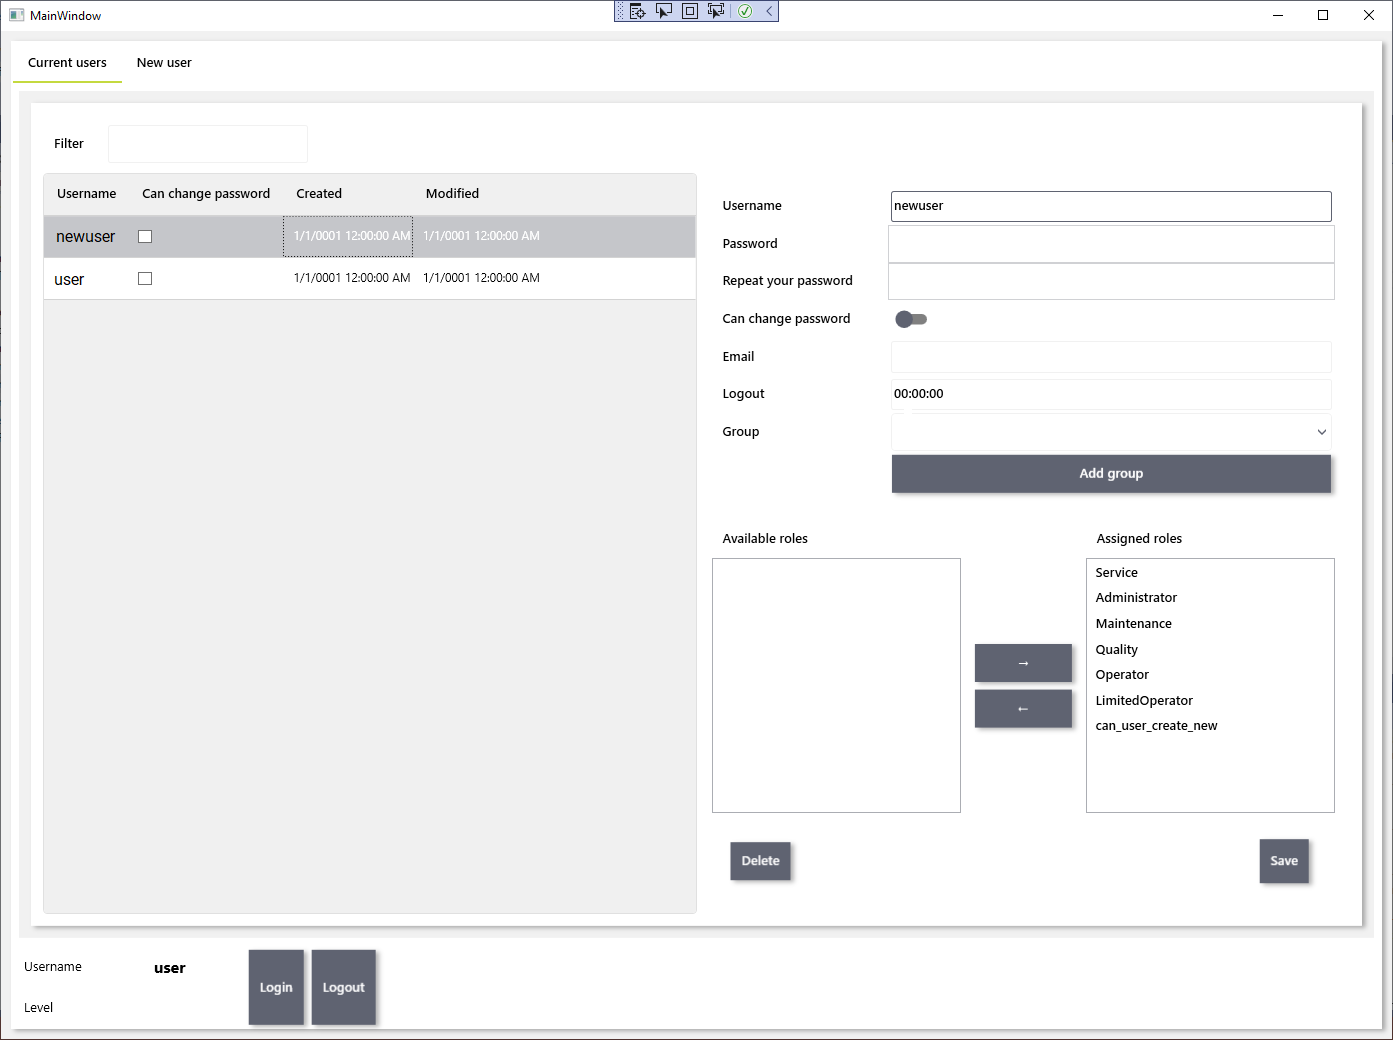 MainWindow
Current users New user
Filter
Username Can change password Created Modified
newuser 1/1/0001 12:00:00 AM 1/1/0001 12:00:00 AM
user 1/1/0001 12:00:00 AM 1/1/0001 12:00:00 AM
Username newuser
Password
Repeat your password
Can change password
Email
Logout 00:00:00
Group
Add group
Available roles Assigned roles
Service
Administrator
Maintenance
Quality
Operator
LimitedOperator
can_user_create_new
→
←
Delete Save
Username user
Login Logout
Level